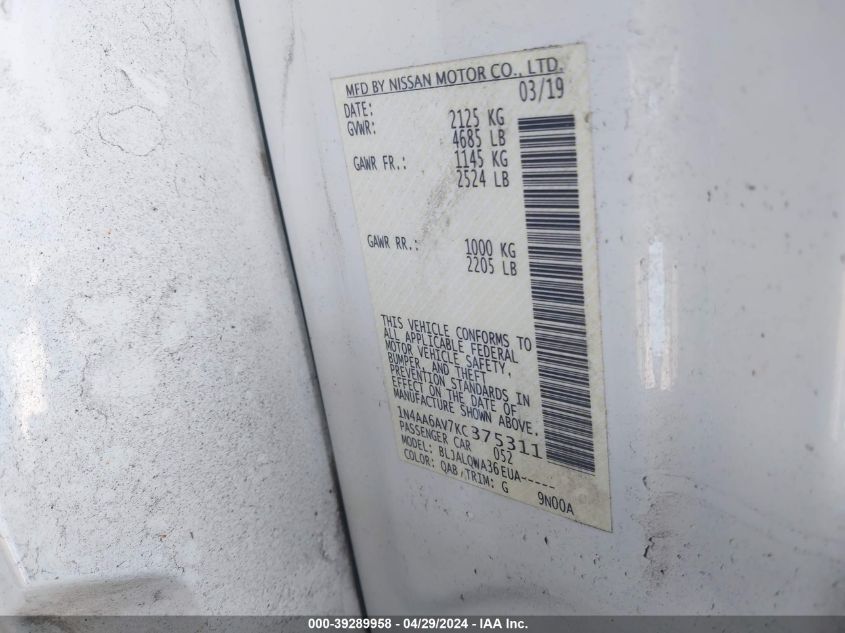 MFD BY NISSAN MOTOR CO., LTD.
DATE: 03/19
GVWR: 2125 KG
4685 LB
GAWR FR.: 1145 KG
2524 LB
GAWR RR.: 1000 KG
2205 LB
THIS VEHICLE CONFORMS TO
ALL APPLICABLE FEDERAL
MOTOR VEHICLE SAFETY,
BUMPER, AND THEFT
PREVENTION STANDARDS IN
EFFECT ON THE DATE OF
MANUFACTURE SHOWN ABOVE.
1N4AA6AV7KC375311
PASSENGER CAR 052
MODEL: BLJALQWA36EUA-----
COLOR: QAB/TRIM: G 9N00A
000-39289958 - 04/29/2024 - IAA Inc.